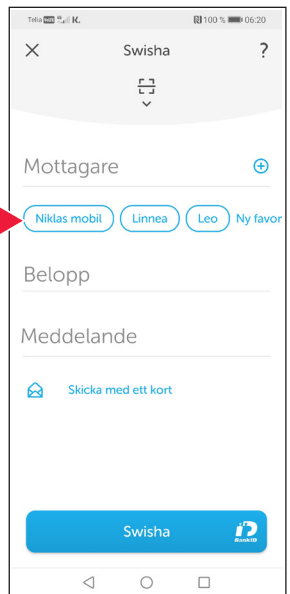 Telia K. 100 % 06:20
Swisha ?
Mottagare
Niklas mobil Linnea Leo Ny favor
Belopp
Meddelande
Skicka med ett kort
Swisha BankID